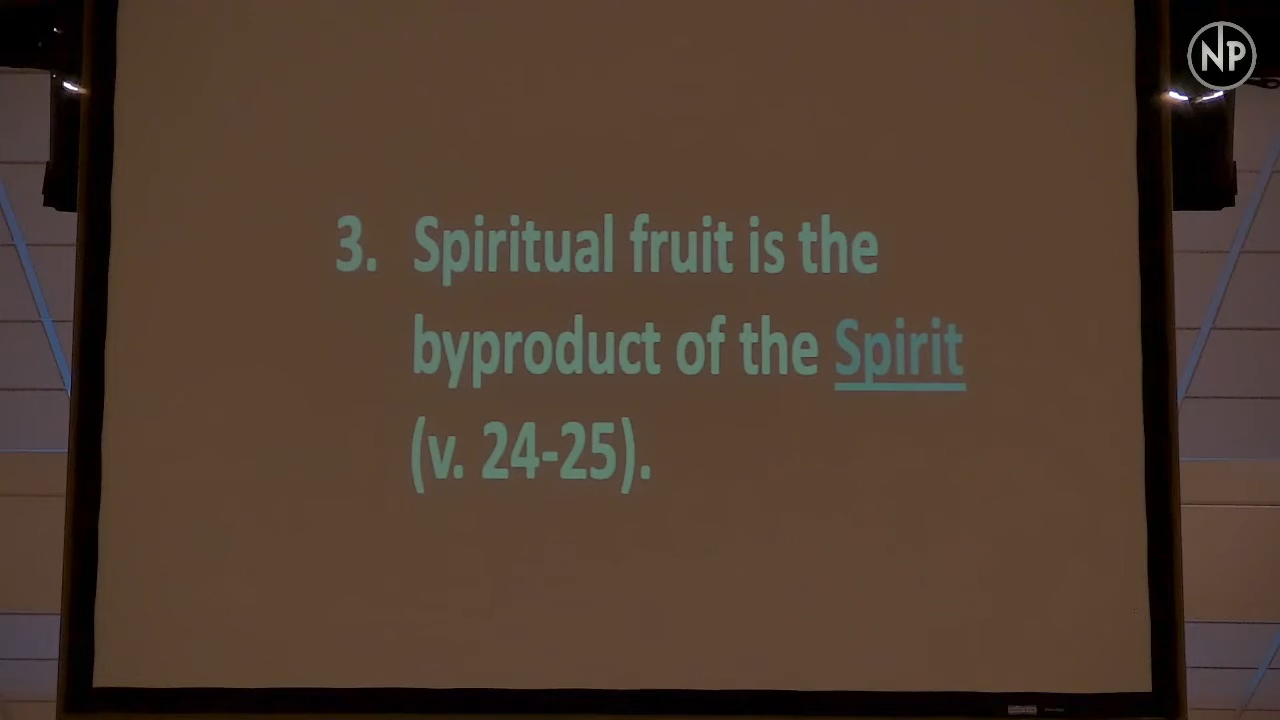 NP
3. Spiritual fruit is the
byproduct of the Spirit
(v. 24-25).